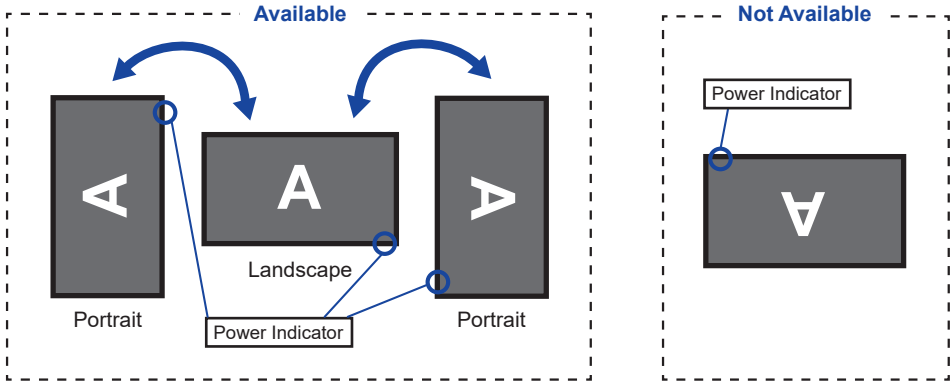 Available
Not Available
Power Indicator
A
A
A
A
Landscape
Portrait
Power Indicator
Portrait